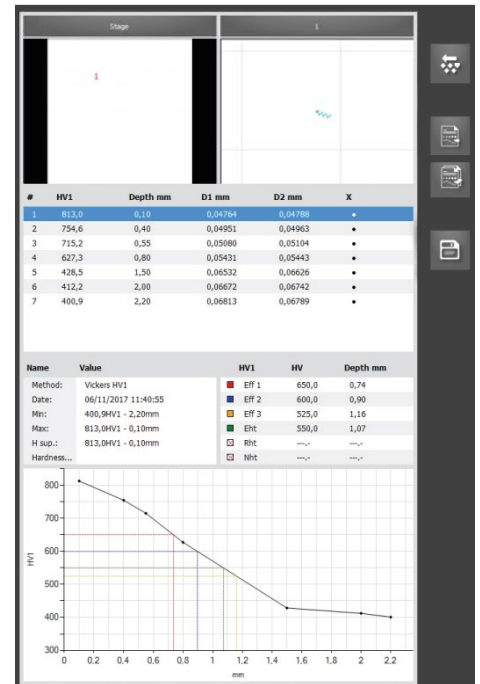 Stage 1
1
# HV1 Depth mm D1 mm D2 mm X
1 813,0 0,10 0,04764 0,04788 •
2 754,6 0,40 0,04951 0,04963 •
3 715,2 0,55 0,05080 0,05104 •
4 627,3 0,80 0,05431 0,05443 •
5 428,5 1,50 0,06532 0,06626 •
6 412,2 2,00 0,06672 0,06742 •
7 400,9 2,20 0,06813 0,06789 •
Name Value HV1 HV Depth mm
Method: Vickers HV1 Eff 1 650,0 0,74
Date: 06/11/2017 11:40:55 Eff 2 600,0 0,90
Min: 400,9HV1 - 2,20mm Eff 3 525,0 1,16
Max: 813,0HV1 - 0,10mm Eht 550,0 1,07
H sup.: 813,0HV1 - 0,10mm Rht ---,- ---,-
Hardness... Nht ---,- ---,-
800
700
600
HV1
500
400
300
0 0,2 0,4 0,6 0,8 1 1,2 1,4 1,6 1,8 2 2,2
mm